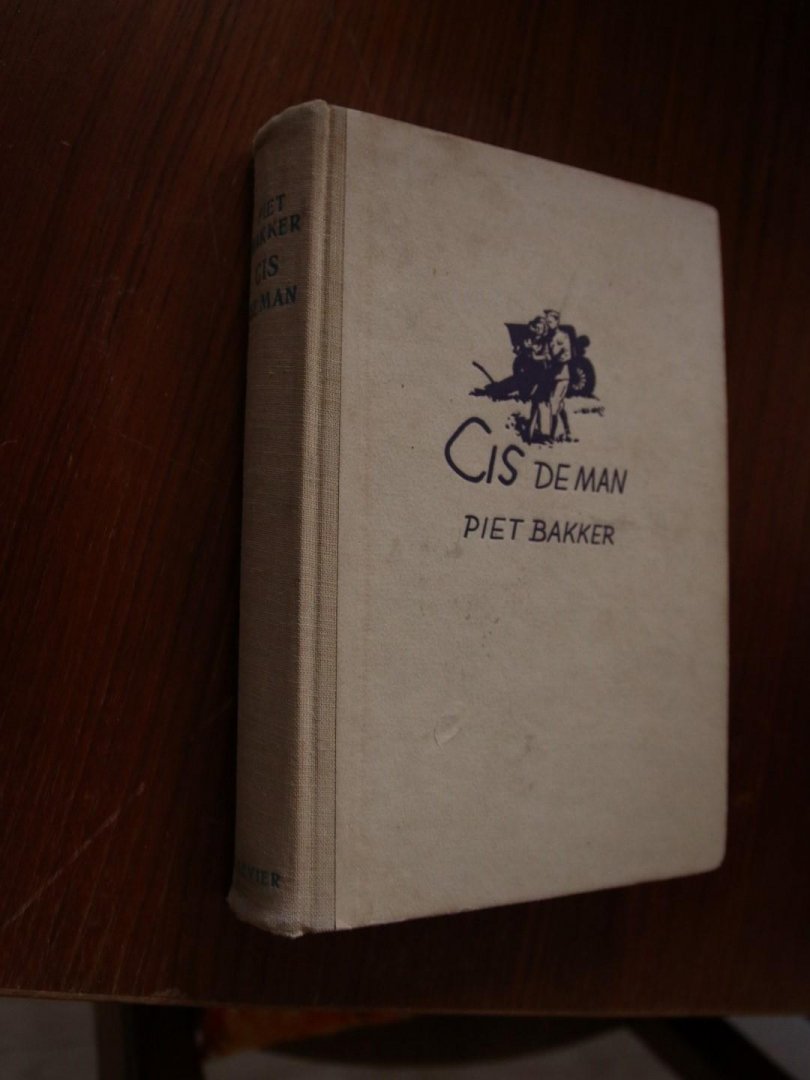 PIET
BAKKER
CIS
DE MAN
CIS DE MAN
PIET BAKKER